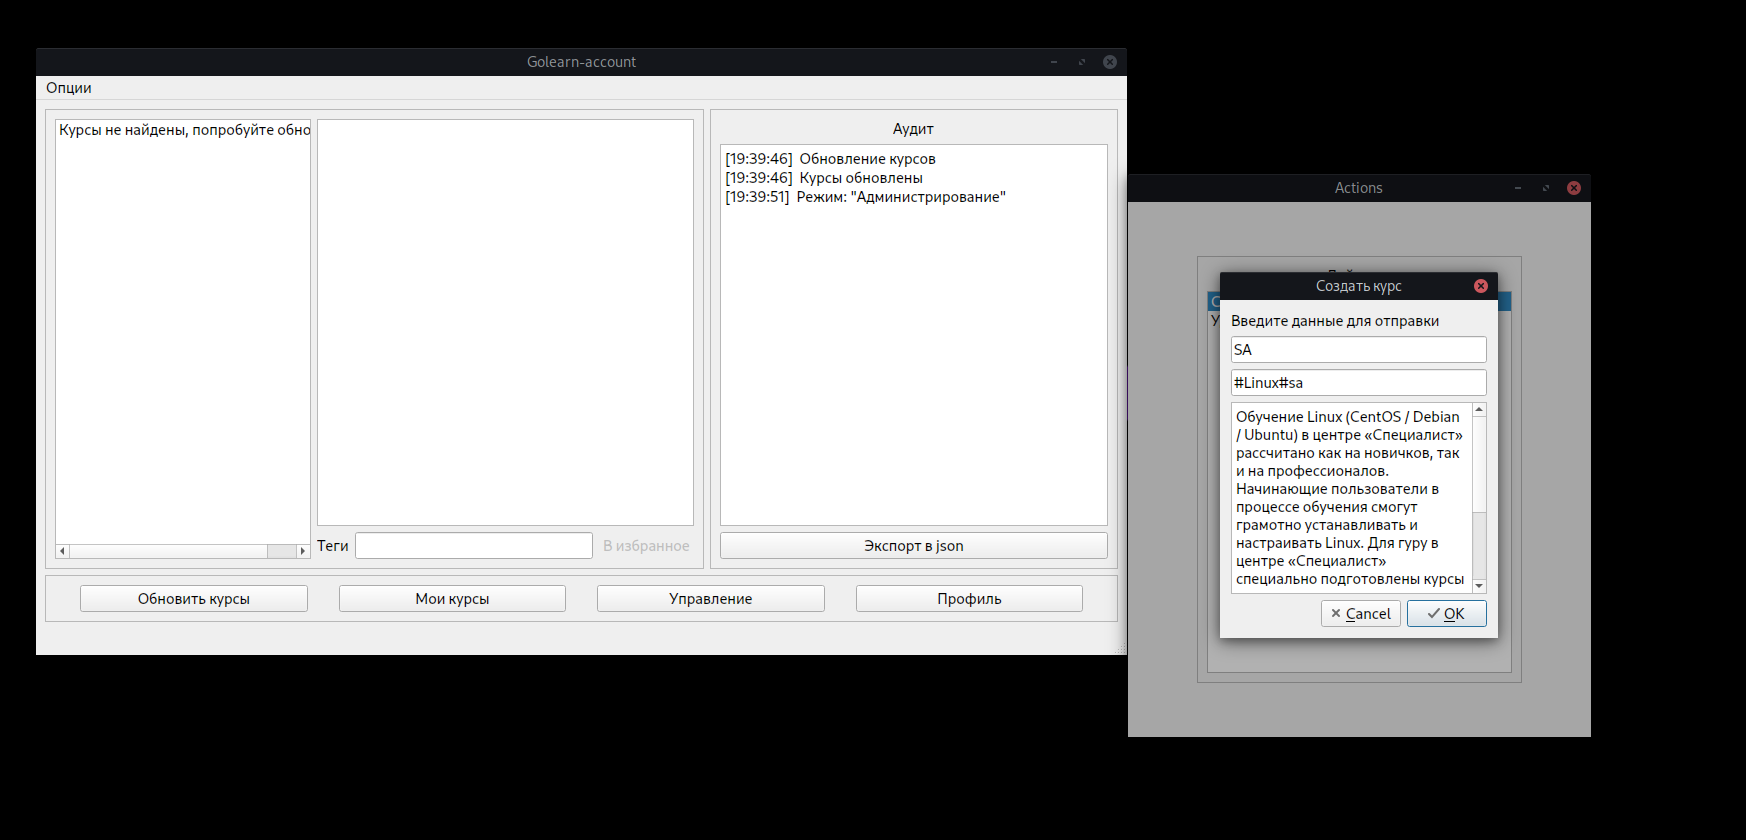 Golearn-account
Опции
Курсы не найдены, попробуйте обно
Теги
В избранное
Аудит
[19:39:46] Обновление курсов
[19:39:46] Курсы обновлены
[19:39:51] Режим: "Администрирование"
Экспорт в json
Обновить курсы
Мои курсы
Управление
Профиль
Actions
С
У
Создать курс
Введите данные для отправки
SA
#Linux#sa
Обучение Linux (CentOS / Debian
/ Ubuntu) в центре «Специалист»
рассчитано как на новичков, так
и на профессионалов.
Начинающие пользователи в
процессе обучения смогут
грамотно устанавливать и
настраивать Linux. Для гуру в
центре «Специалист»
специально подготовлены курсы
Cancel
OK